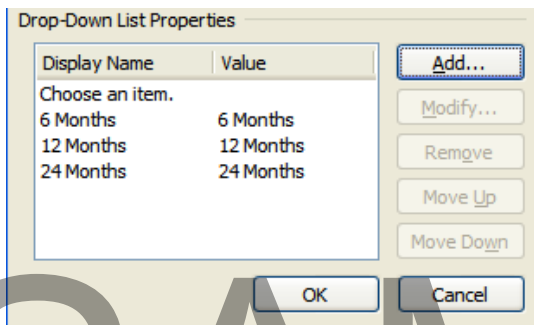 Drop-Down List Properties
Display Name Value
Add...
Choose an item.
6 Months 6 Months
Modify...
12 Months 12 Months
24 Months 24 Months
Remove
Move Up
Move Down
OK Cancel